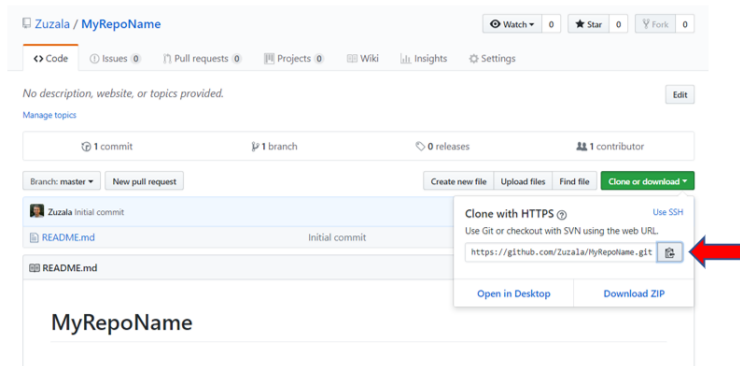 Zuzala / MyRepoName
Watch 0 Star 0 Fork 0
Code Issues 0 Pull requests 0 Projects 0 Wiki Insights Settings
No description, website, or topics provided.
Edit
Manage topics
1 commit 1 branch 0 releases 1 contributor
Branch: master New pull request Create new file Upload files Find file Clone or download
Zuzala Initial commit
README.md Initial commit
README.md
Clone with HTTPS ? Use SSH
Use Git or checkout with SVN using the web URL.
https://github.com/Zuzala/MyRepoName.git
Open in Desktop Download ZIP
MyRepoName